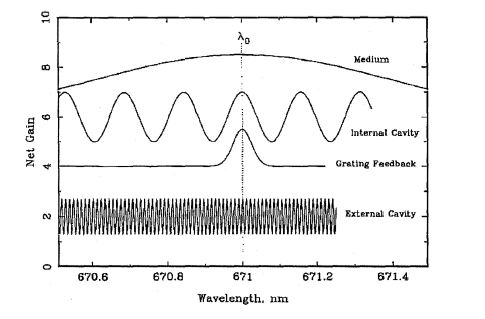 10
8
6
4
2
0
Net Gain
λ₀
Medium
Internal Cavity
Grating Feedback
External Cavity
670.6
670.8
671
671.2
671.4
Wavelength, nm